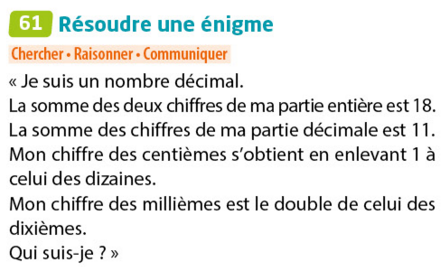 61 Résoudre une énigme
Chercher • Raisonner • Communiquer
« Je suis un nombre décimal.
La somme des deux chiffres de ma partie entière est 18.
La somme des chiffres de ma partie décimale est 11.
Mon chiffre des centièmes s’obtient en enlevant 1 à
celui des dizaines.
Mon chiffre des millièmes est le double de celui des
dixièmes.
Qui suis-je ? »